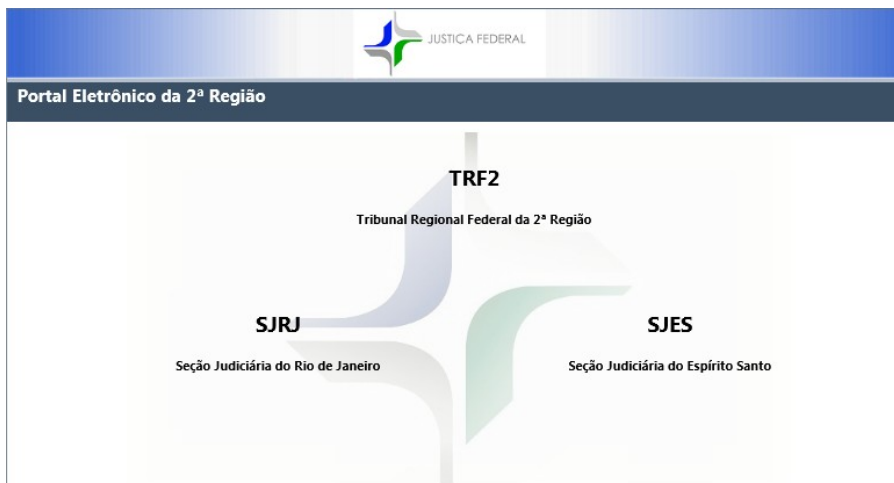 JUSTIÇA FEDERAL
Portal Eletrônico da 2ª Região
TRF2
Tribunal Regional Federal da 2ª Região
SJRJ
Seção Judiciária do Rio de Janeiro
SJES
Seção Judiciária do Espírito Santo